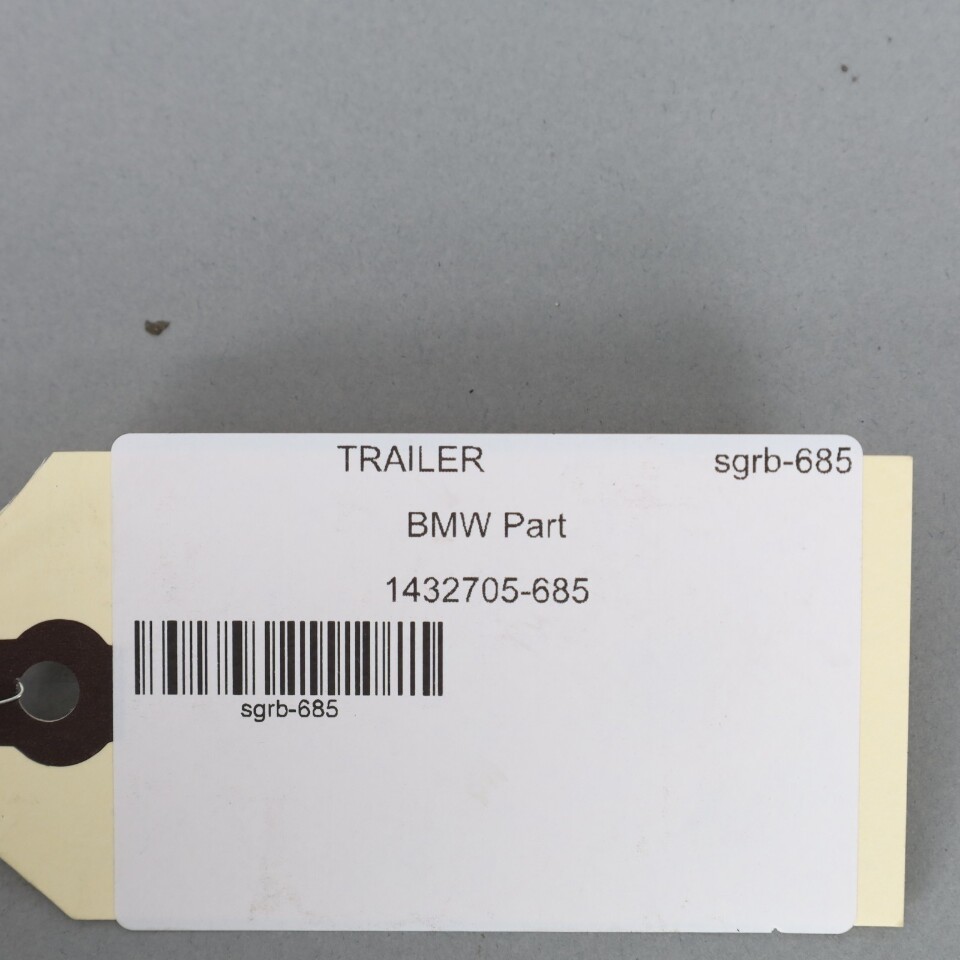 TRAILER sgrb-685
BMW Part
1432705-685
sgrb-685